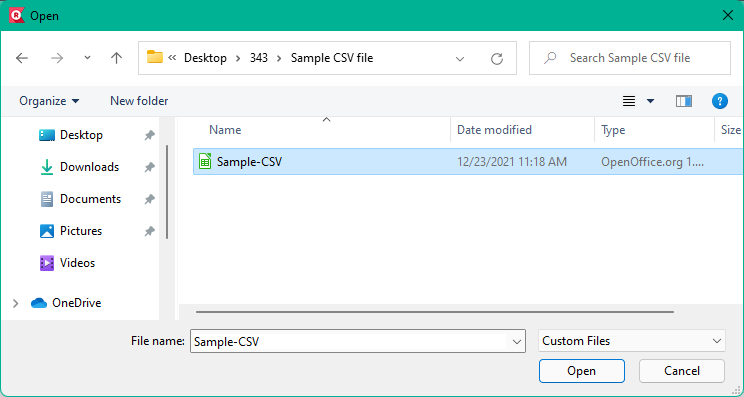 R Open
« Desktop > 343 > Sample CSV file
Search Sample CSV file
Organize New folder
?
Name Date modified Type Size
Desktop
Downloads
Documents
Pictures
Videos
OneDrive
Sample-CSV 12/23/2021 11:18 AM OpenOffice.org 1....
File name: Sample-CSV Custom Files
Open Cancel